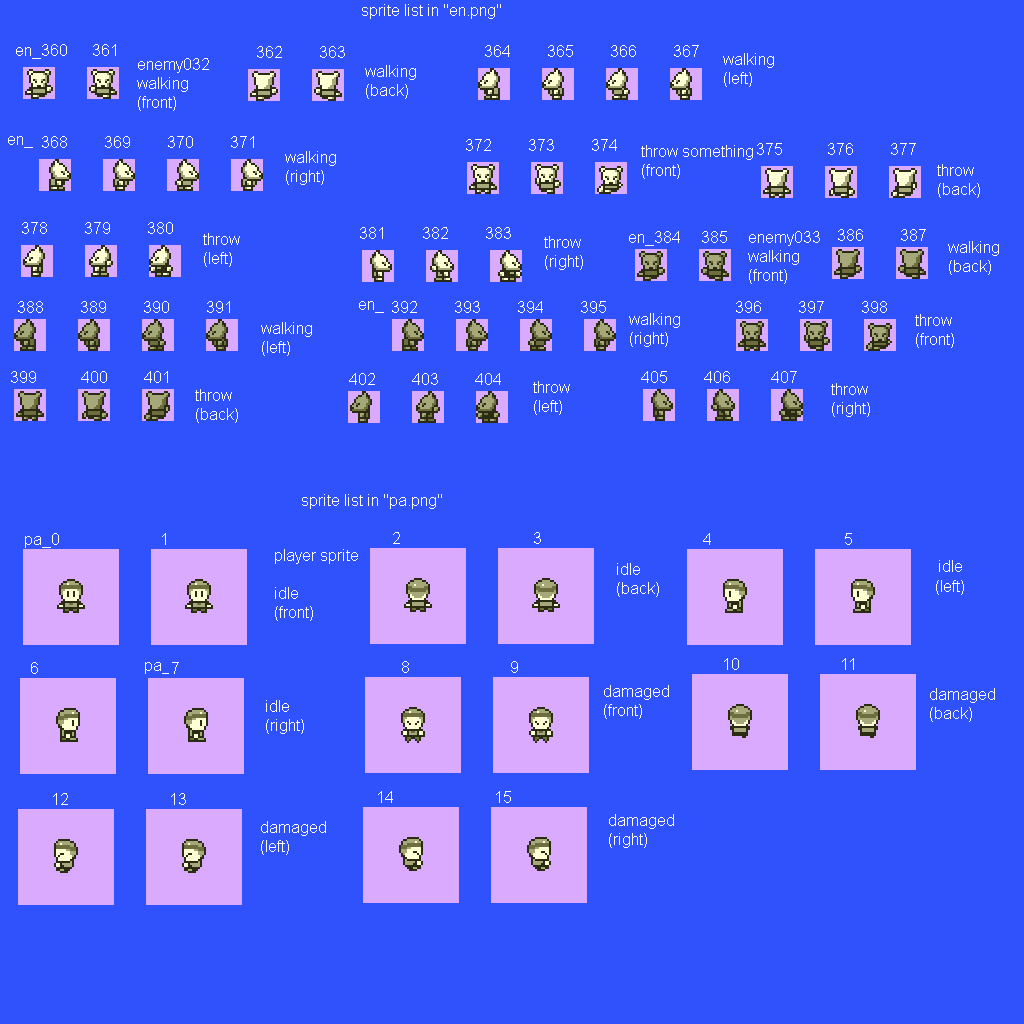 sprite list in "en.png"
en_360 361 362 363 364 365 366 367
enemy032
walking
(front)
walking
(back)
walking
(left)
en_ 368 369 370 371
walking
(right)
372 373 374
throw something
(front)
375 376 377
throw
(back)
378 379 380
throw
(left)
381 382 383
throw
(right)
en_384 385
enemy033
walking
(front)
386 387
walking
(back)
388 389 390 391
walking
(left)
en_ 392 393 394 395
walking
(right)
396 397 398
throw
(front)
399 400 401
throw
(back)
402 403 404
throw
(left)
405 406 407
throw
(right)
sprite list in "pa.png"
pa_0 1
player sprite
idle
(front)
2 3
idle
(back)
4 5
idle
(left)
6 pa_7
idle
(right)
8 9
damaged
(front)
10 11
damaged
(back)
12 13
damaged
(left)
14 15
damaged
(right)